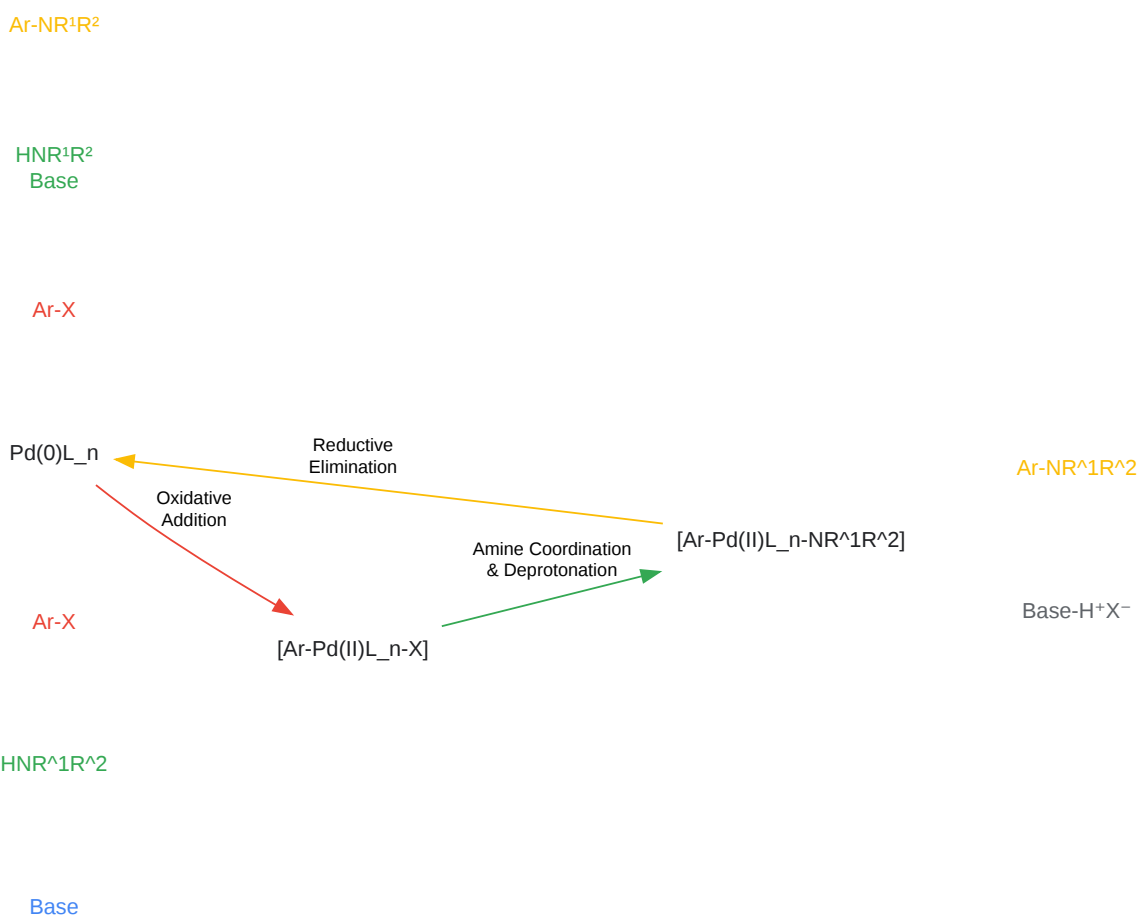 Ar-NR¹R²
HNR¹R²
Base
Ar-X
Pd(0)L_n
Reductive
Elimination
Ar-NR^1R^2
Oxidative
Addition
[Ar-Pd(II)L_n-NR^1R^2]
Amine Coordination
& Deprotonation
Base-H⁺X⁻
Ar-X
[Ar-Pd(II)L_n-X]
HNR^1R^2
Base